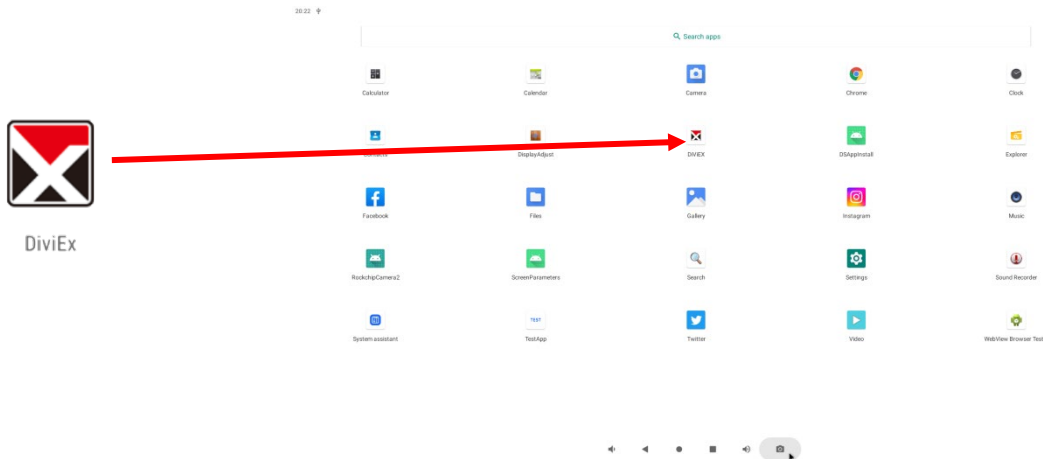 20:22
Search apps
Calculator
Calendar
Camera
Chrome
Clock
Contacts
DisplayAdjust
DIVIEX
DSAppInstall
Explorer
DiviEx
Facebook
Files
Gallery
Instagram
Music
RockchipCamera2
ScreenParameters
Search
Settings
Sound Recorder
System assistant
TEST
TestApp
Twitter
Video
WebView Browser Test